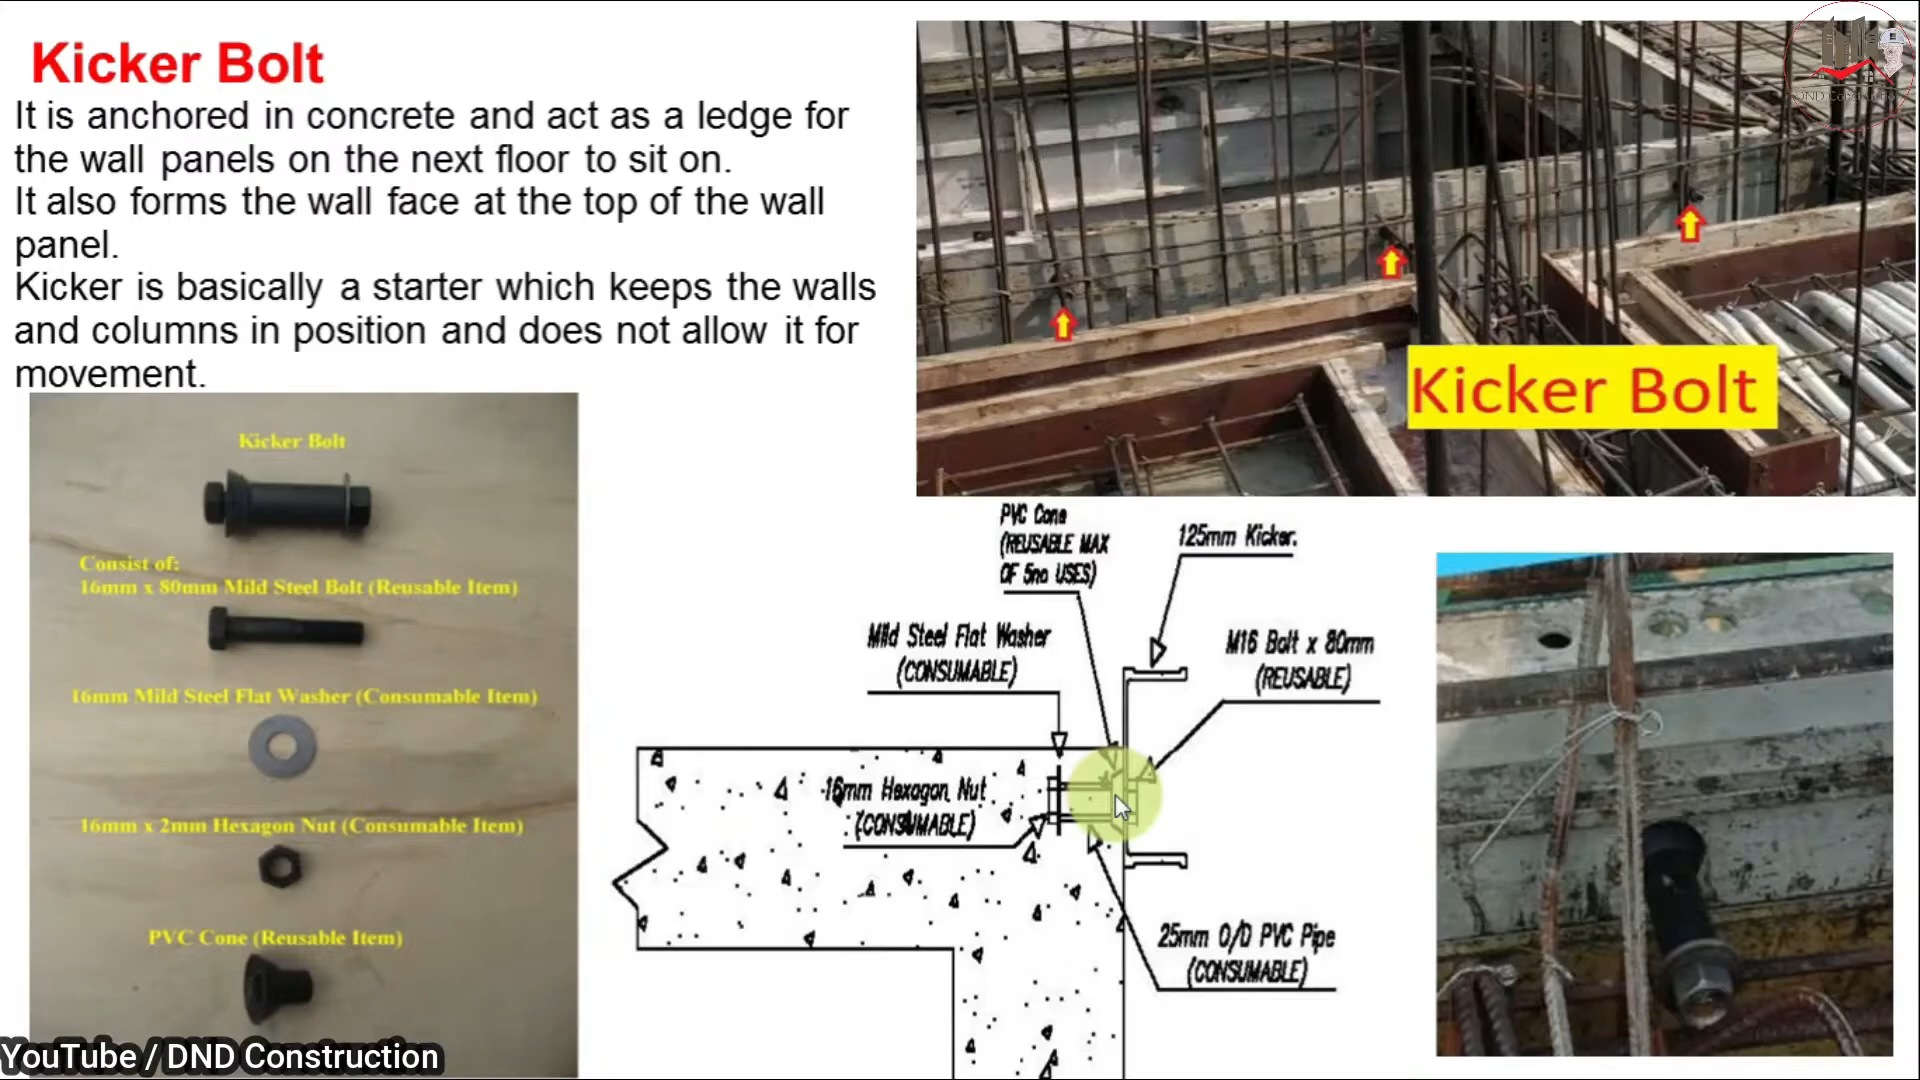 Kicker Bolt
It is anchored in concrete and act as a ledge for
the wall panels on the next floor to sit on.
It also forms the wall face at the top of the wall
panel.
Kicker is basically a starter which keeps the walls
and columns in position and does not allow it for
movement.
DND Construction
Kicker Bolt
Kicker Bolt
Consist of:
16mm x 80mm Mild Steel Bolt (Reusable Item)
16mm Mild Steel Flat Washer (Consumable Item)
16mm x 2mm Hexagon Nut (Consumable Item)
PVC Cone (Reusable Item)
PVC Cone
(REUSABLE MAX
OF 5no USES)
125mm Kicker.
Mild Steel Flat Washer
(CONSUMABLE)
M16 Bolt x 80mm
(REUSABLE)
16mm Hexagon Nut
(CONSUMABLE)
25mm O/D PVC Pipe
(CONSUMABLE)
YouTube / DND Construction